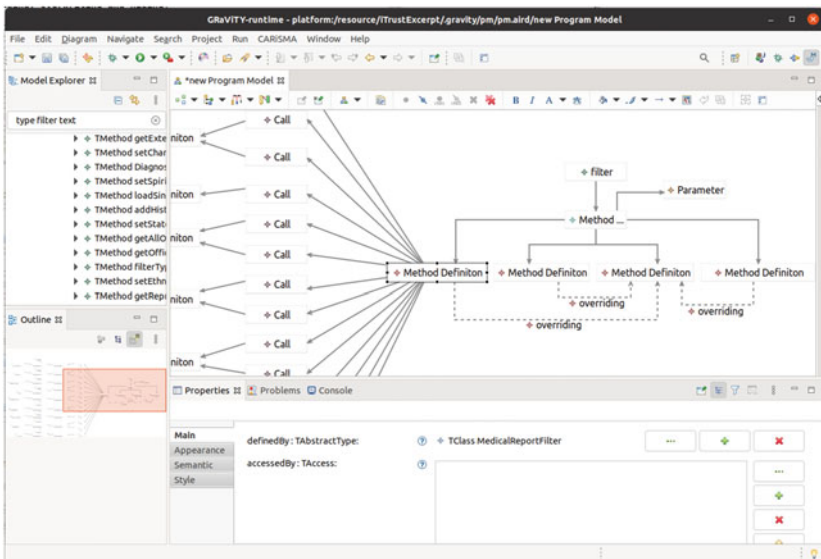 GRaViTY-runtime - platform:/resource/iTrustExcerpt/.gravity/pm/pm.aird/new Program Model
File Edit Diagram Navigate Search Project Run CARiSMA Window Help
Model Explorer
*new Program Model
type filter text
TMethod getExte
TMethod setChar
TMethod Diagnos
TMethod setSpiri
TMethod loadSin
TMethod addHist
TMethod setStat
TMethod getAllO
TMethod getOffi
TMethod filterTy
TMethod setEthn
TMethod getRep
Outline
niton
niton
niton
niton
niton
Call
Call
Call
Call
Call
Call
Call
Call
Call
filter
Parameter
Method ...
Method Definiton
Method Definiton
Method Definiton
Method Definiton
overriding
overriding
overriding
Properties
Problems
Console
Main
Appearance
Semantic
Style
definedBy: TAbstractType:
TClass MedicalReportFilter
accessedBy: TAccess: